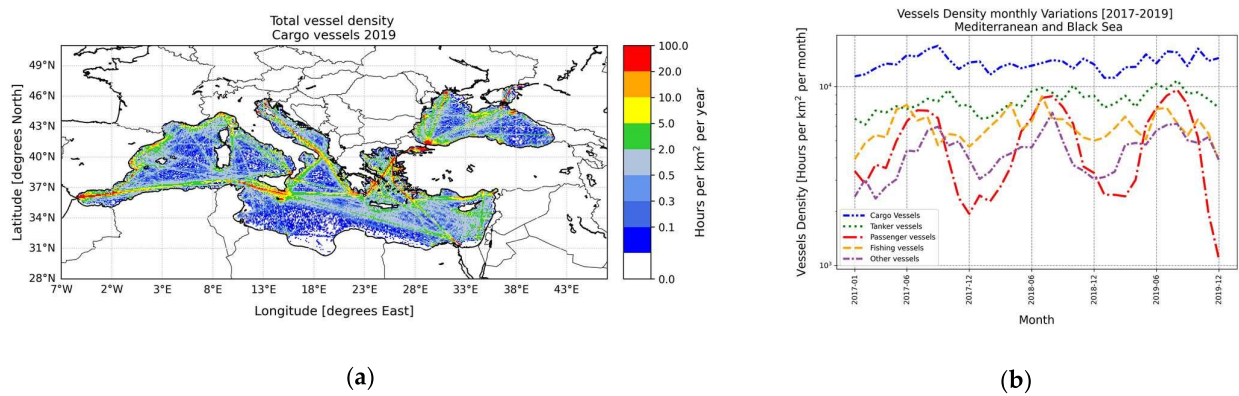 Total vessel density
Cargo vessels 2019
49°N
46°N
43°N
40°N
37°N
34°N
31°N
28°N
7°W 2°W 3°E 8°E 13°E 18°E 23°E 28°E 33°E 38°E 43°E
Latitude [degrees North]
Longitude [degrees East]
100.0
20.0
10.0
5.0
2.0
0.5
0.3
0.1
0.0
Hours per km² per year
(a)
Vessels Density monthly Variations [2017-2019]
Mediterranean and Black Sea
Vessels Density [Hours per km² per month]
10⁴
10³
Cargo Vessels
Tanker vessels
Passenger vessels
Fishing vessels
Other vessels
2017-01
2017-06
2017-12
2018-06
2018-12
2019-06
2019-12
Month
(b)